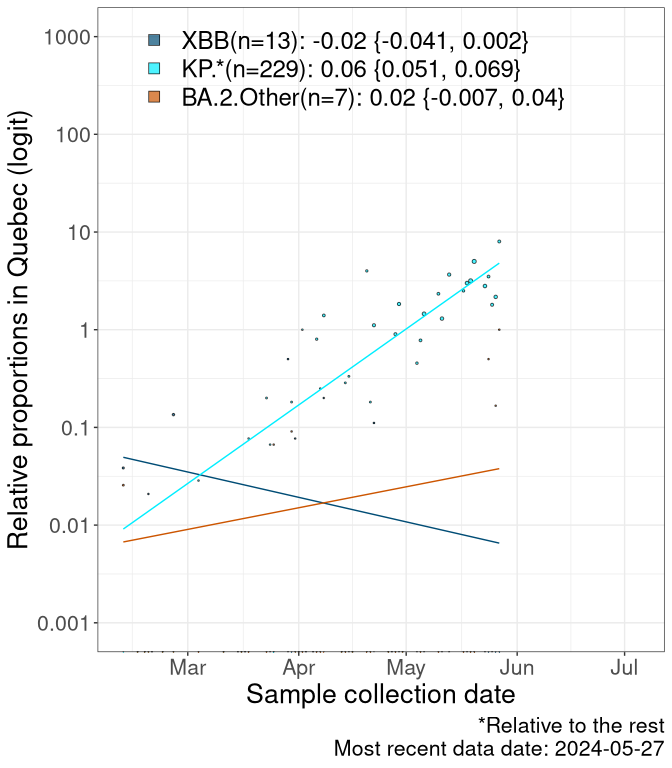 XBB(n=13): -0.02 {-0.041, 0.002}
KP.*(n=229): 0.06 {0.051, 0.069}
BA.2.Other(n=7): 0.02 {-0.007, 0.04}
Relative proportions in Quebec (logit)
1000
100
10
1
0.1
0.01
0.001
Mar Apr May Jun Jul
Sample collection date
*Relative to the rest
Most recent data date: 2024-05-27